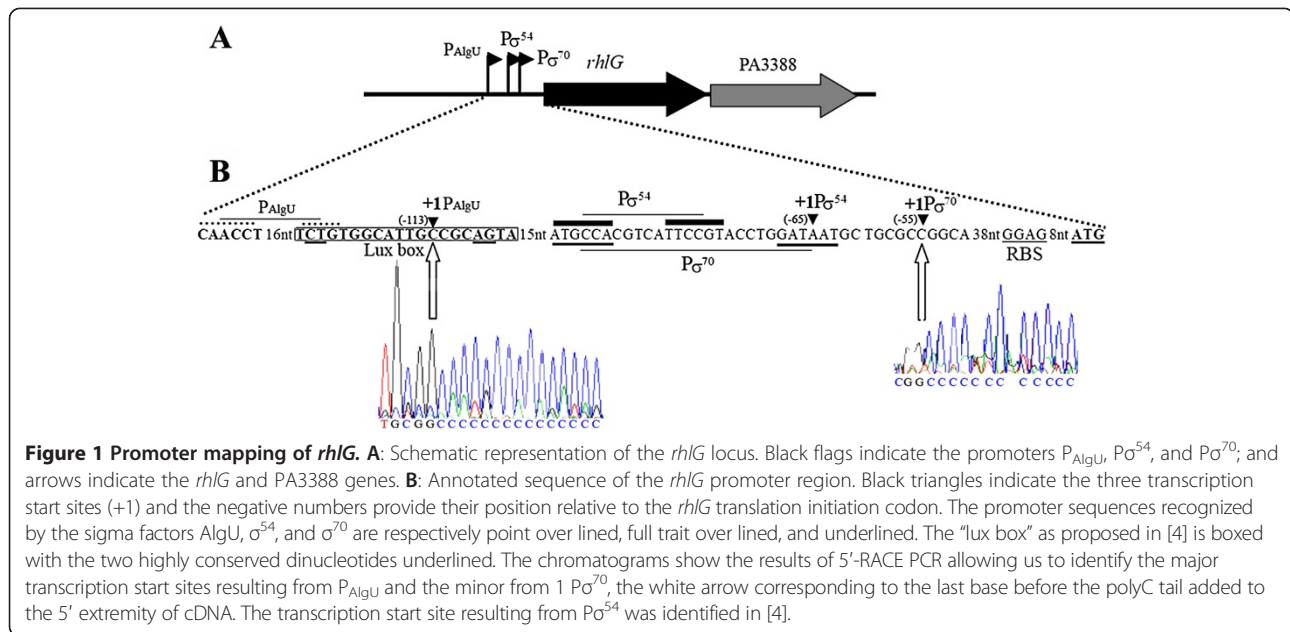 A
PAlgU
Pσ54
Pσ70
rhlG
PA3388
B
PAlgU
(-113)
+1PAlgU
Pσ54
(-65)
+1Pσ54
(-55)
+1Pσ70
CAACCT 16nt TCTGTGGCATTGCCGCAGTA 15nt ATGCCACGTCATTCCGTACCTGGATAATGCTGCGCCGGCA 38nt GGAG 8nt ATG
Lux box
Pσ70
RBS
TGCGGCCCCCCCCCCCCCCCC
CGGCCCCCCC CCCCC
Figure 1 Promoter mapping of rhlG. A: Schematic representation of the rhlG locus. Black flags indicate the promoters PAlgU, Pσ54, and Pσ70; and
arrows indicate the rhlG and PA3388 genes. B: Annotated sequence of the rhlG promoter region. Black triangles indicate the three transcription
start sites (+1) and the negative numbers provide their position relative to the rhlG translation initiation codon. The promoter sequences recognized
by the sigma factors AlgU, σ54, and σ70 are respectively point over lined, full trait over lined, and underlined. The “lux box” as proposed in [4] is boxed
with the two highly conserved dinucleotides underlined. The chromatograms show the results of 5′-RACE PCR allowing us to identify the major
transcription start sites resulting from PAlgU and the minor from 1 Pσ70, the white arrow corresponding to the last base before the polyC tail added to
the 5′ extremity of cDNA. The transcription start site resulting from Pσ54 was identified in [4].